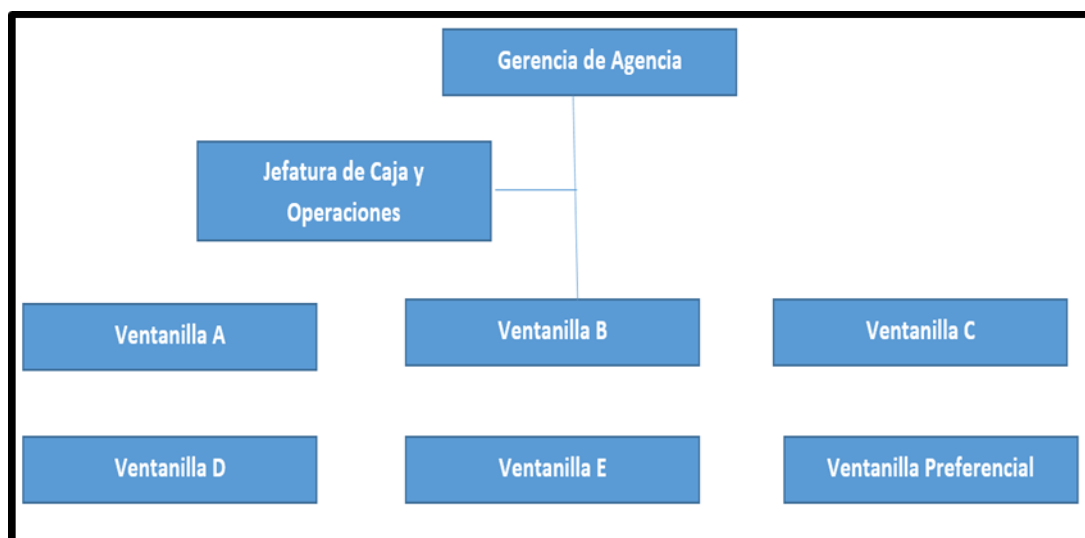 Gerencia de Agencia
Jefatura de Caja y
Operaciones
Ventanilla A
Ventanilla B
Ventanilla C
Ventanilla D
Ventanilla E
Ventanilla Preferencial